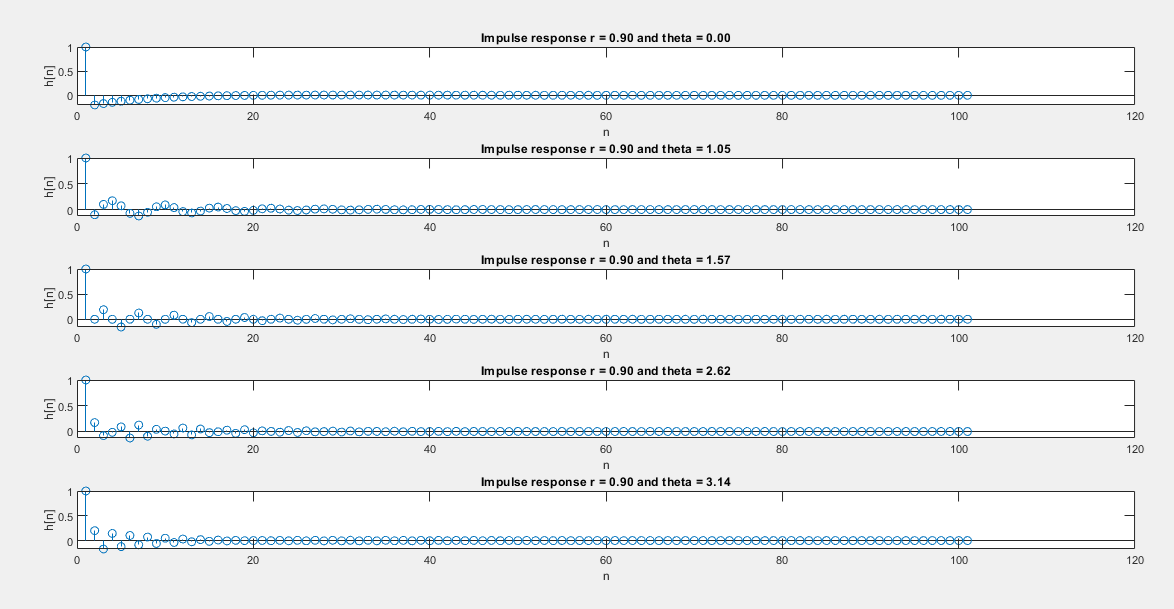 Impulse response r = 0.90 and theta = 0.00
1
0.5
0
h[n]
0 20 40 60 80 100 120
n
Impulse response r = 0.90 and theta = 1.05
1
0.5
0
h[n]
0 20 40 60 80 100 120
n
Impulse response r = 0.90 and theta = 1.57
1
0.5
0
h[n]
0 20 40 60 80 100 120
n
Impulse response r = 0.90 and theta = 2.62
1
0.5
0
h[n]
0 20 40 60 80 100 120
n
Impulse response r = 0.90 and theta = 3.14
1
0.5
0
h[n]
0 20 40 60 80 100 120
n